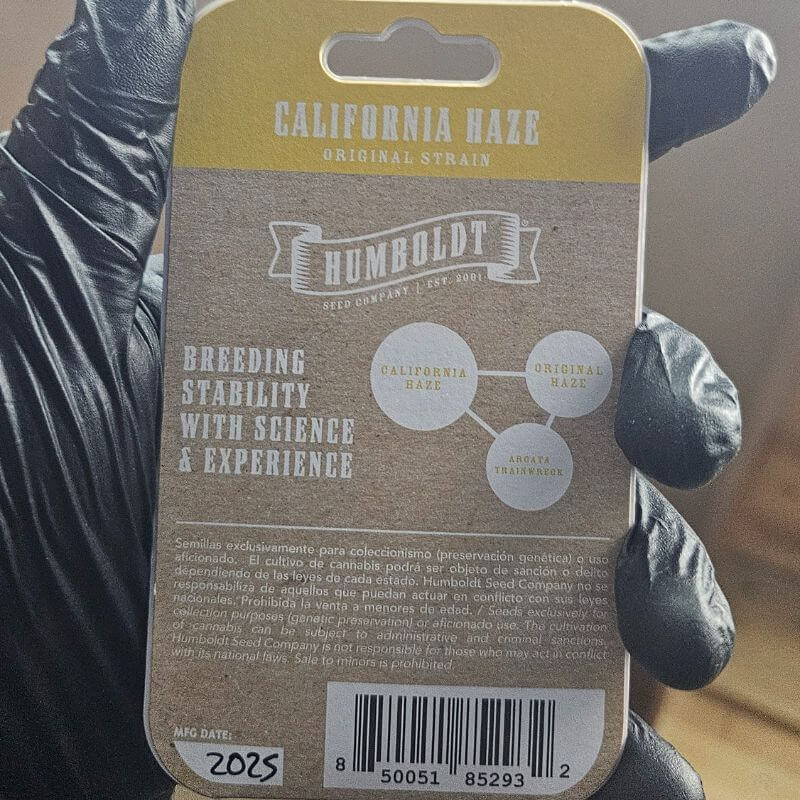 CALIFORNIA HAZE
ORIGINAL STRAIN
HUMBOLDT
SEED COMPANY | EST. 2001
BREEDING
STABILITY
WITH SCIENCE
& EXPERIENCE
CALIFORNIA
HAZE
ORIGINAL
HAZE
ARCATA
TRAINWRECK
Semillas exclusivamente para coleccionismo (preservación genética) o uso
aficionado. El cultivo de cannabis podrá ser objeto de sanción o delito
dependiendo de las leyes de cada estado. Humboldt Seed Company no se
responsabiliza de aquellos que puedan actuar en conflicto con sus leyes
nacionales. Prohibida la venta a menores de edad. / Seeds exclusively for
collection purposes (genetic preservation) or aficionado use. The cultivation
of cannabis can be subject to administrative and criminal sanctions.
Humboldt Seed Company is not responsible for those who may act in conflict
with its national laws. Sale to minors is prohibited.
MFG DATE:
2025
8 50051 85293 2